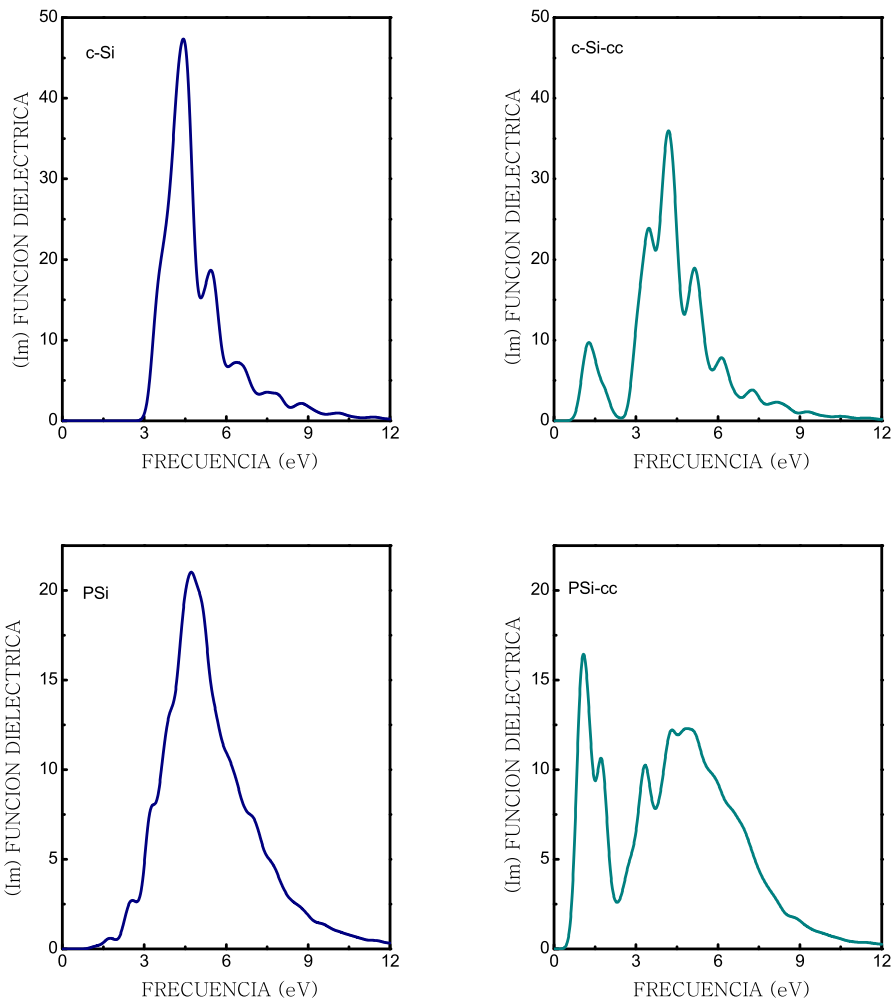 c-Si
(Im) FUNCION DIELECTRICA
50
40
30
20
10
0
0 3 6 9 12
FRECUENCIA (eV)
c-Si-cc
(Im) FUNCION DIELECTRICA
50
40
30
20
10
0
0 3 6 9 12
FRECUENCIA (eV)
PSi
(Im) FUNCION DIELECTRICA
20
15
10
5
0
0 3 6 9 12
FRECUENCIA (eV)
PSi-cc
(Im) FUNCION DIELECTRICA
20
15
10
5
0
0 3 6 9 12
FRECUENCIA (eV)